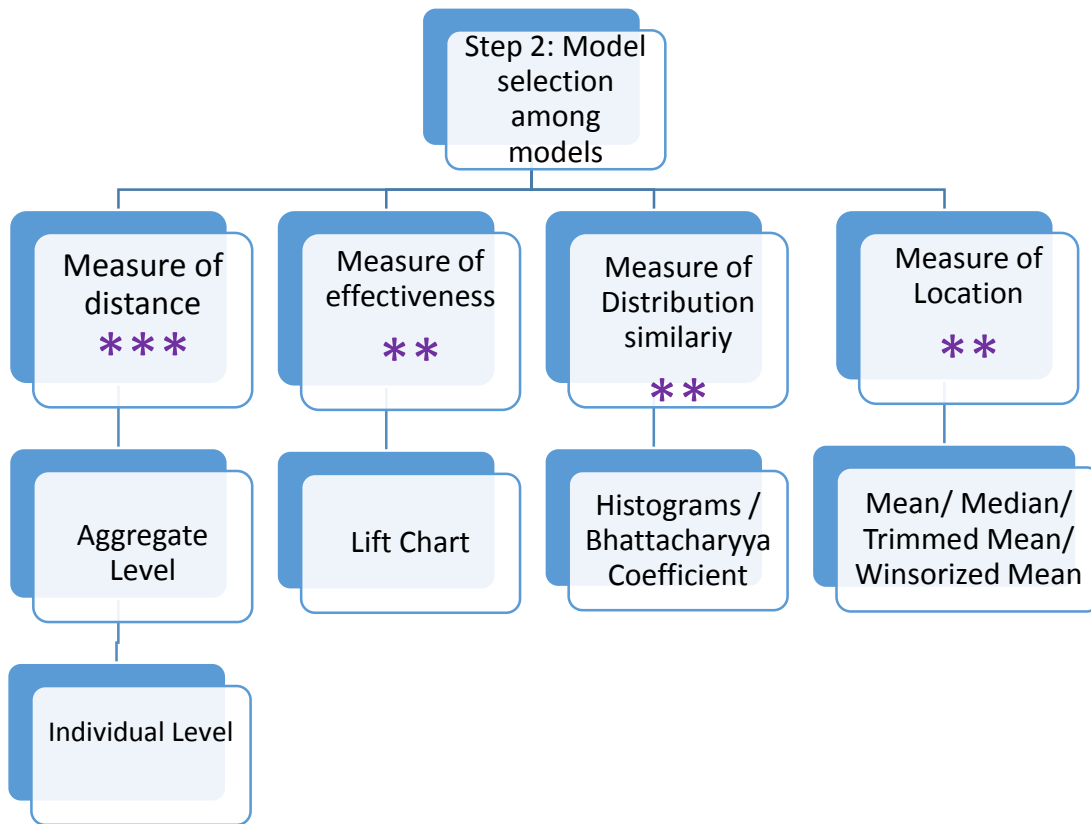 Step 2: Model
selection
among
models
Measure of
distance
***
Measure of
effectiveness
**
Measure of
Distribution
similariy
**
Measure of
Location
**
Aggregate
Level
Lift Chart
Histograms /
Bhattacharyya
Coefficient
Mean/ Median/
Trimmed Mean/
Winsorized Mean
Individual Level